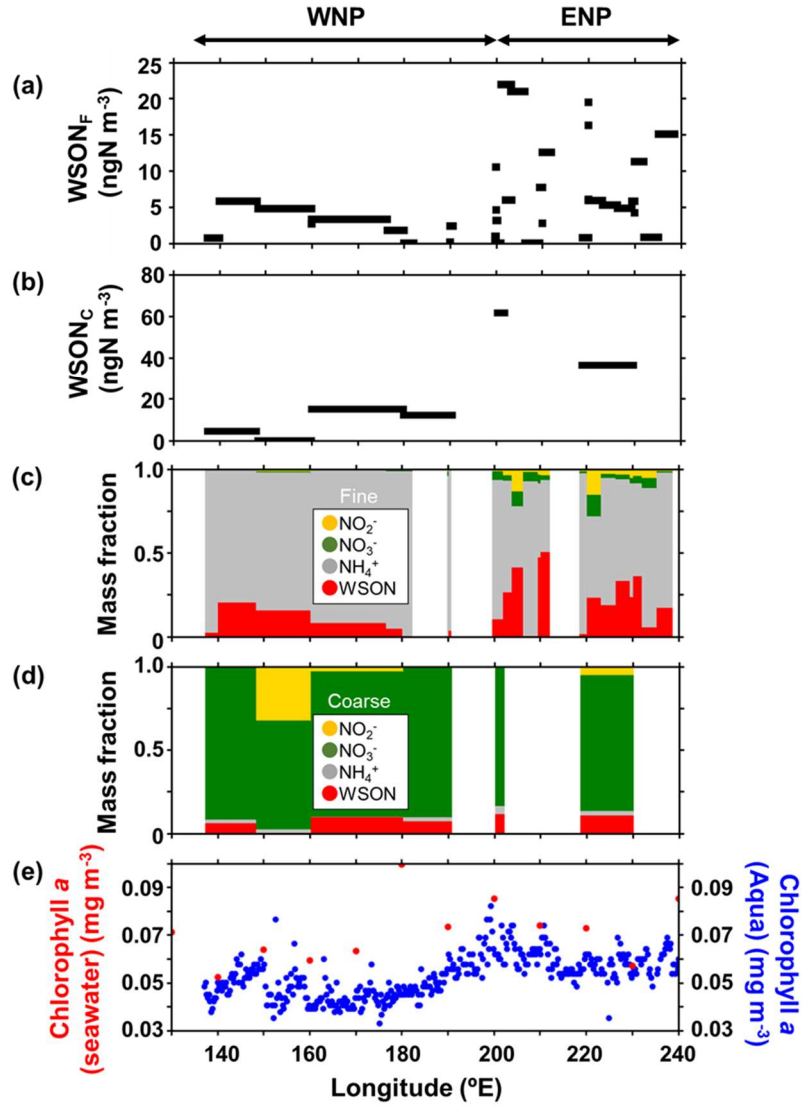 WNP ENP
(a)
WSON_F
(ngN m⁻³)
25
20
15
10
5
0
(b)
WSON_C
(ngN m⁻³)
80
60
40
20
0
(c)
Mass fraction
1.0
0.5
0
Fine
NO₂⁻
NO₃⁻
NH₄⁺
WSON
(d)
Mass fraction
1.0
0.5
0
Coarse
NO₂⁻
NO₃⁻
NH₄⁺
WSON
(e)
Chlorophyll a
(seawater) (mg m⁻³)
0.09
0.07
0.05
0.03
0.09
0.07
0.05
0.03
Chlorophyll a
(Aqua) (mg m⁻³)
140 160 180 200 220 240
Longitude (ºE)